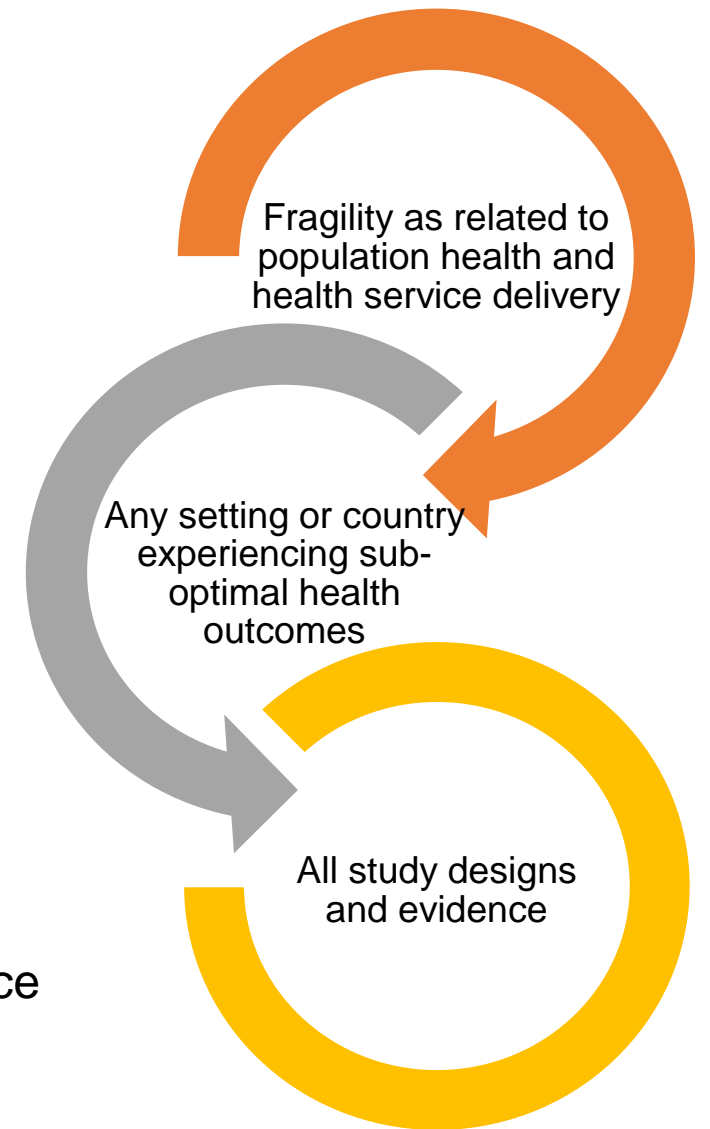 Fragility as related to
population health and
health service delivery
Any setting or country
experiencing sub-
optimal health
outcomes
All study designs
and evidence